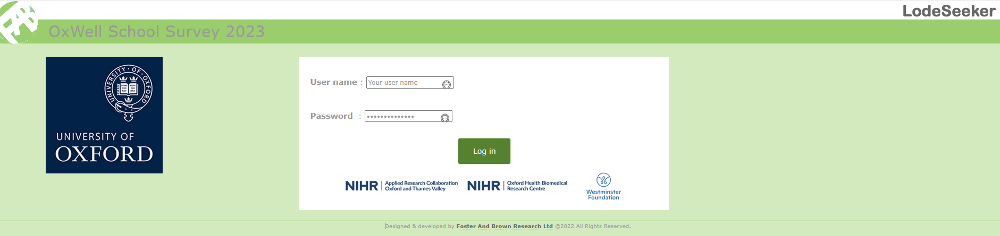 LodeSeeker
FAB
OxWell School Survey 2023
UNIVERSITY OF OXFORD
UNIVERSITY OF
OXFORD
User name : Your user name
Password : ••••••••••••••
Log in
NIHR | Applied Research Collaboration
Oxford and Thames Valley
NIHR | Oxford Health Biomedical
Research Centre
Westminster
Foundation
Designed & developed by Foster And Brown Research Ltd ©2022 All Rights Reserved.